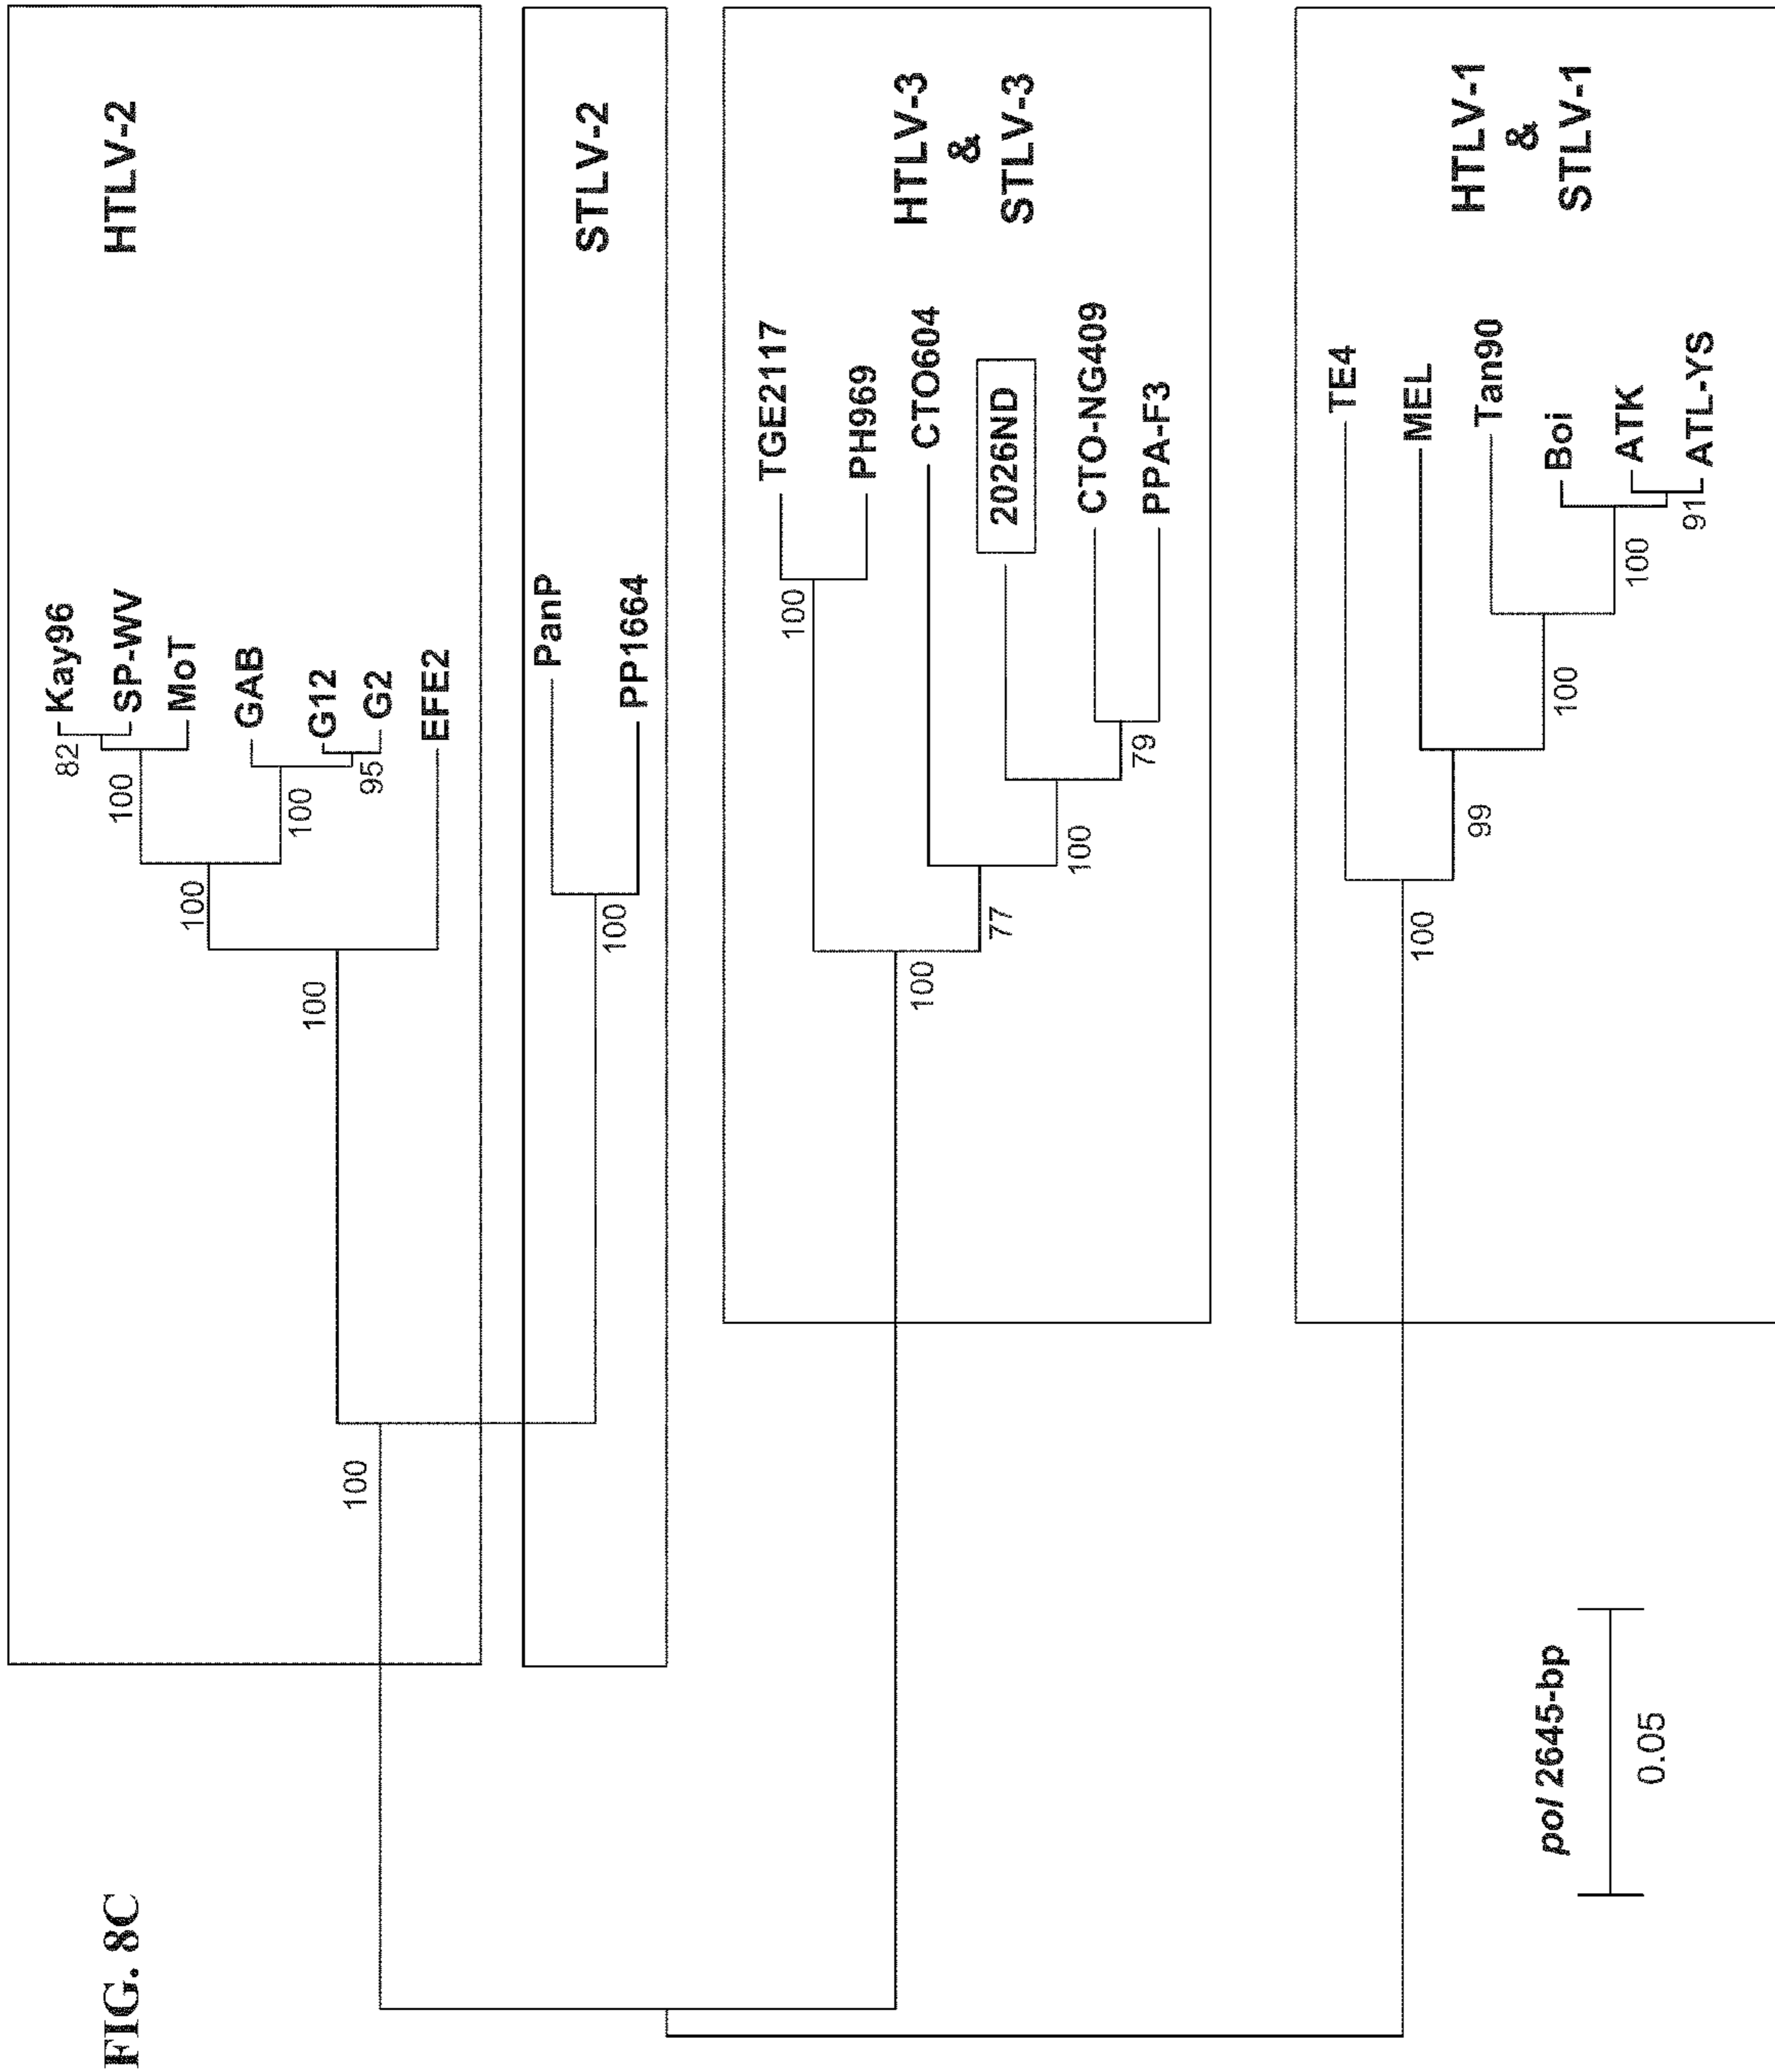 FIG. 8C
HTLV-2
Kay96
SP-WV
MoT
GAB
G12
G2
EFE2
82
100
100
95
100
100
100
STLV-2
PanP
PP1664
100
HTLV-3
&
STLV-3
TGE2117
PH969
CTO604
2026ND
CTO-NG409
PPA-F3
100
79
100
77
100
HTLV-1
&
STLV-1
TE4
MEL
Tan90
Boi
ATK
ATL-YS
91
100
100
99
100
pol 2645-bp
0.05